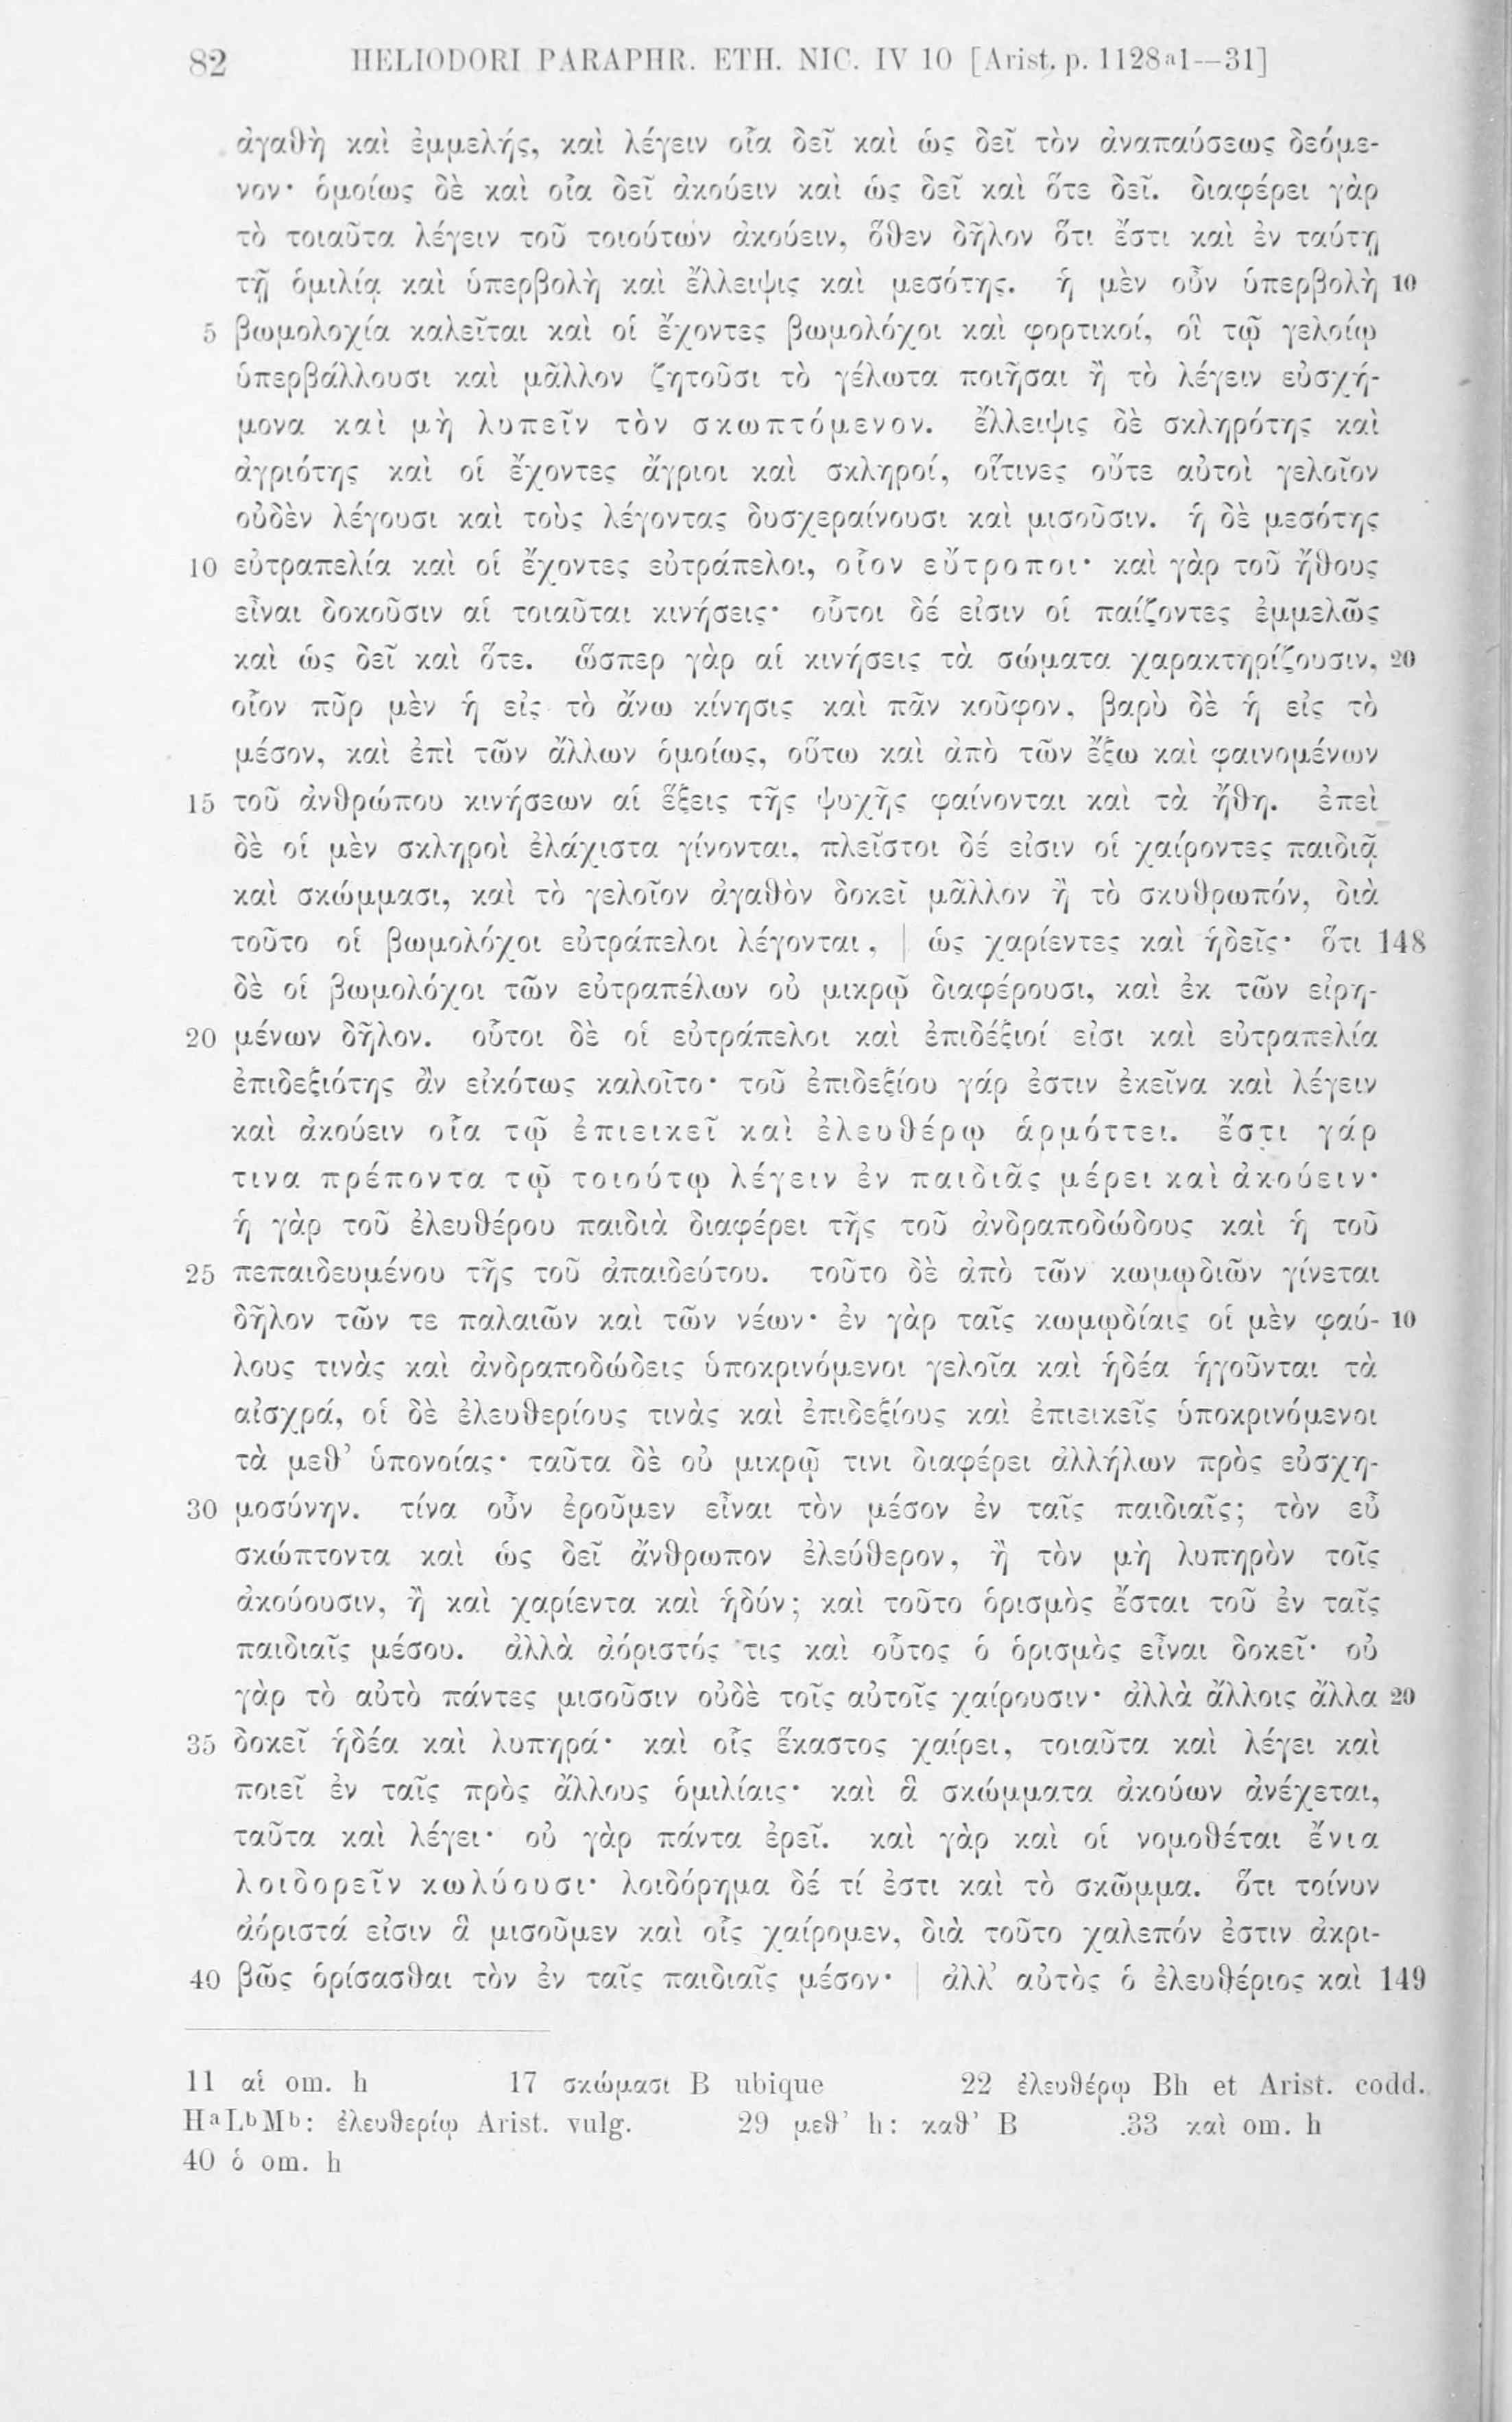 82 HELIODORI PARAPHR. ETH. NIC. IV 10 [Arist. p. 1128a1—31]
ἀγαθὴ καὶ ἐμμελής, καὶ λέγειν οἷα δεῖ καὶ ὡς δεῖ τὸν ἀναπαύσεως δεόμε-
νον· ὁμοίως δὲ καὶ οἷα δεῖ ἀκούειν καὶ ὡς δεῖ καὶ ὅτε δεῖ. διαφέρει γὰρ
τὸ τοιαῦτα λέγειν τοῦ τοιούτων ἀκούειν, ὅθεν δῆλον ὅτι ἔστι καὶ ἐν ταύτῃ
τῇ ὁμιλίᾳ καὶ ὑπερβολὴ καὶ ἔλλειψις καὶ μεσότης. ἡ μὲν οὖν ὑπερβολὴ 10
5 βωμολοχία καλεῖται καὶ οἱ ἔχοντες βωμολόχοι καὶ φορτικοί, οἳ τῷ γελοίῳ
ὑπερβάλλουσι καὶ μᾶλλον ζητοῦσι τὸ γέλωτα ποιῆσαι ἢ τὸ λέγειν εὐσχή-
μονα καὶ μὴ λυπεῖν τὸν σκωπτόμενον. ἔλλειψις δὲ σκληρότης καὶ
ἀγριότης καὶ οἱ ἔχοντες ἄγριοι καὶ σκληροί, οἵτινες οὔτε αὐτοὶ γελοῖον
οὐδὲν λέγουσι καὶ τοὺς λέγοντας δυσχεραίνουσι καὶ μισοῦσιν. ἡ δὲ μεσότης
10 εὐτραπελία καὶ οἱ ἔχοντες εὐτράπελοι, οἷον εὔτροποι· καὶ γὰρ τοῦ ἤθους
εἶναι δοκοῦσιν αἱ τοιαῦται κινήσεις· οὗτοι δέ εἰσιν οἱ παίζοντες ἐμμελῶς
καὶ ὡς δεῖ καὶ ὅτε. ὥσπερ γὰρ αἱ κινήσεις τὰ σώματα χαρακτηρίζουσιν, 20
οἷον πῦρ μὲν ἡ εἰς τὸ ἄνω κίνησις καὶ πᾶν κοῦφον, βαρὺ δὲ ἡ εἰς τὸ
μέσον, καὶ ἐπὶ τῶν ἄλλων ὁμοίως, οὕτω καὶ ἀπὸ τῶν ἔξω καὶ φαινομένων
15 τοῦ ἀνθρώπου κινήσεων αἱ ἕξεις τῆς ψυχῆς φαίνονται καὶ τὰ ἤθη. ἐπεὶ
δὲ οἱ μὲν σκληροὶ ἐλάχιστα γίνονται, πλεῖστοι δέ εἰσιν οἱ χαίροντες παιδιᾷ
καὶ σκώμμασι, καὶ τὸ γελοῖον ἀγαθὸν δοκεῖ μᾶλλον ἢ τὸ σκυθρωπόν, διὰ
τοῦτο οἱ βωμολόχοι εὐτράπελοι λέγονται, | ὡς χαρίεντες καὶ ἡδεῖς· ὅτι 148
δὲ οἱ βωμολόχοι τῶν εὐτραπέλων οὐ μικρῷ διαφέρουσι, καὶ ἐκ τῶν εἰρη-
20 μένων δῆλον. οὗτοι δὲ οἱ εὐτράπελοι καὶ ἐπιδέξιοί εἰσι καὶ εὐτραπελία
ἐπιδεξιότης ἂν εἰκότως καλοῖτο· τοῦ ἐπιδεξίου γάρ ἐστιν ἐκεῖνα καὶ λέγειν
καὶ ἀκούειν οἷα τῷ ἐπιεικεῖ καὶ ἐλευθέρῳ ἁρμόττει. ἔστι γάρ
τινα πρέποντα τῷ τοιούτῳ λέγειν ἐν παιδιᾶς μέρει καὶ ἀκούειν·
ἡ γὰρ τοῦ ἐλευθέρου παιδιὰ διαφέρει τῆς τοῦ ἀνδραποδώδους καὶ ἡ τοῦ
25 πεπαιδευμένου τῆς τοῦ ἀπαιδεύτου. τοῦτο δὲ ἀπὸ τῶν κωμῳδιῶν γίνεται
δῆλον τῶν τε παλαιῶν καὶ τῶν νέων· ἐν γὰρ ταῖς κωμῳδίαις οἱ μὲν φαύ- 10
λους τινὰς καὶ ἀνδραποδώδεις ὑποκρινόμενοι γελοῖα καὶ ἡδέα ἡγοῦνται τὰ
αἰσχρά, οἱ δὲ ἐλευθερίους τινὰς καὶ ἐπιδεξίους καὶ ἐπιεικεῖς ὑποκρινόμενοι
τὰ μεθ’ ὑπονοίας· ταῦτα δὲ οὐ μικρῷ τινι διαφέρει ἀλλήλων πρὸς εὐσχη-
30 μοσύνην. τίνα οὖν ἐροῦμεν εἶναι τὸν μέσον ἐν ταῖς παιδιαῖς; τὸν εὖ
σκώπτοντα καὶ ὡς δεῖ ἄνθρωπον ἐλεύθερον, ἢ τὸν μὴ λυπηρὸν τοῖς
ἀκούουσιν, ἢ καὶ χαρίεντα καὶ ἡδύν; καὶ τοῦτο ὁρισμὸς ἔσται τοῦ ἐν ταῖς
παιδιαῖς μέσου. ἀλλὰ ἀόριστός τις καὶ οὗτος ὁ ὁρισμὸς εἶναι δοκεῖ· οὐ
γὰρ τὸ αὐτὸ πάντες μισοῦσιν οὐδὲ τοῖς αὐτοῖς χαίρουσιν· ἀλλὰ ἄλλοις ἄλλα 20
35 δοκεῖ ἡδέα καὶ λυπηρά· καὶ οἷς ἕκαστος χαίρει, τοιαῦτα καὶ λέγει καὶ
ποιεῖ ἐν ταῖς πρὸς ἄλλους ὁμιλίαις· καὶ ἃ σκώμματα ἀκούων ἀνέχεται,
ταῦτα καὶ λέγει· οὐ γὰρ πάντα ἐρεῖ. καὶ γὰρ καὶ οἱ νομοθέται ἔνια
λοιδορεῖν κωλύουσι· λοιδόρημα δέ τί ἐστι καὶ τὸ σκῶμμα. ὅτι τοίνυν
ἀόριστά εἰσιν ἃ μισοῦμεν καὶ οἷς χαίρομεν, διὰ τοῦτο χαλεπόν ἐστιν ἀκρι-
40 βῶς ὁρίσασθαι τὸν ἐν ταῖς παιδιαῖς μέσον· | ἀλλ’ αὐτὸς ὁ ἐλευθέριος καὶ 149
11 αἱ om. h 17 σκώμασι B ubique 22 ἐλευθέρῳ Bh et Arist. codd.
HaLbMb: ἐλευθερίῳ Arist. vulg. 29 μεθ’ h: καθ’ B 33 καὶ om. h
40 ὁ om. h